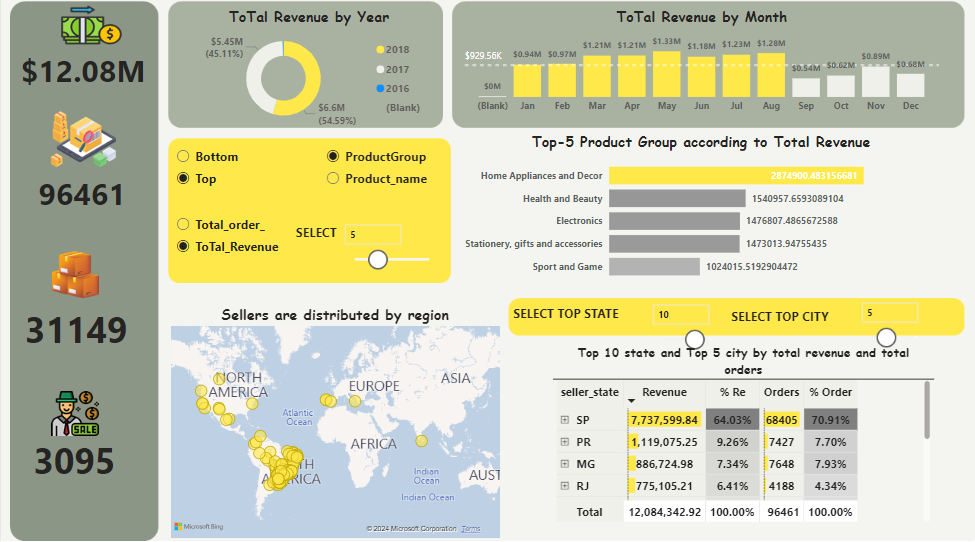 $12.08M
96461
31149
SALE
3095
ToTal Revenue by Year
$5.45M
(45.11%)
$6.6M
(54.59%)
2018
2017
2016
(Blank)
ToTal Revenue by Month
$929.56K
$0M
$0.94M
$0.97M
$1.21M
$1.21M
$1.33M
$1.18M
$1.23M
$1.28M
$0.54M
$0.62M
$0.89M
$0.68M
(Blank)
Jan
Feb
Mar
Apr
May
Jun
Jul
Aug
Sep
Oct
Nov
Dec
Bottom
Top
ProductGroup
Product_name
Total_order_
ToTal_Revenue
SELECT
5
Top-5 Product Group according to Total Revenue
Home Appliances and Decor 2874900.483156681
Health and Beauty 1540957.6593089104
Electronics 1476807.4865672588
Stationery, gifts and accessories 1473013.94755435
Sport and Game 1024015.5192904472
Sellers are distributed by region
NORTH
AMERICA
EUROPE
ASIA
Atlantic
Ocean
AFRICA
TH
AMERICA
Indian
Ocean
Indian Ocean
AUST
Microsoft Bing
© 2024 Microsoft Corporation Terms
SELECT TOP STATE 10
SELECT TOP CITY 5
Top 10 state and Top 5 city by total revenue and total
orders
seller_state Revenue % Re Orders % Order
SP 7,737,599.84 64.03% 68405 70.91%
PR 1,119,075.25 9.26% 7427 7.70%
MG 886,724.98 7.34% 7648 7.93%
RJ 775,105.21 6.41% 4188 4.34%
Total 12,084,342.92 100.00% 96461 100.00%